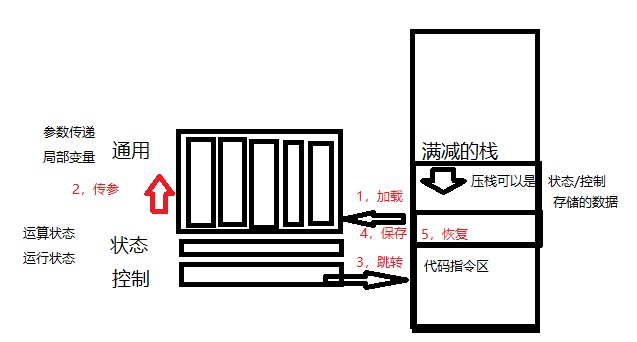 参数传递
局部变量
通用
2，传参
运算状态
运行状态
状态
控制
1，加载
4，保存
3，跳转
满减的栈
压栈可以是
状态/控制
存储的数据
5，恢复
代码指令区